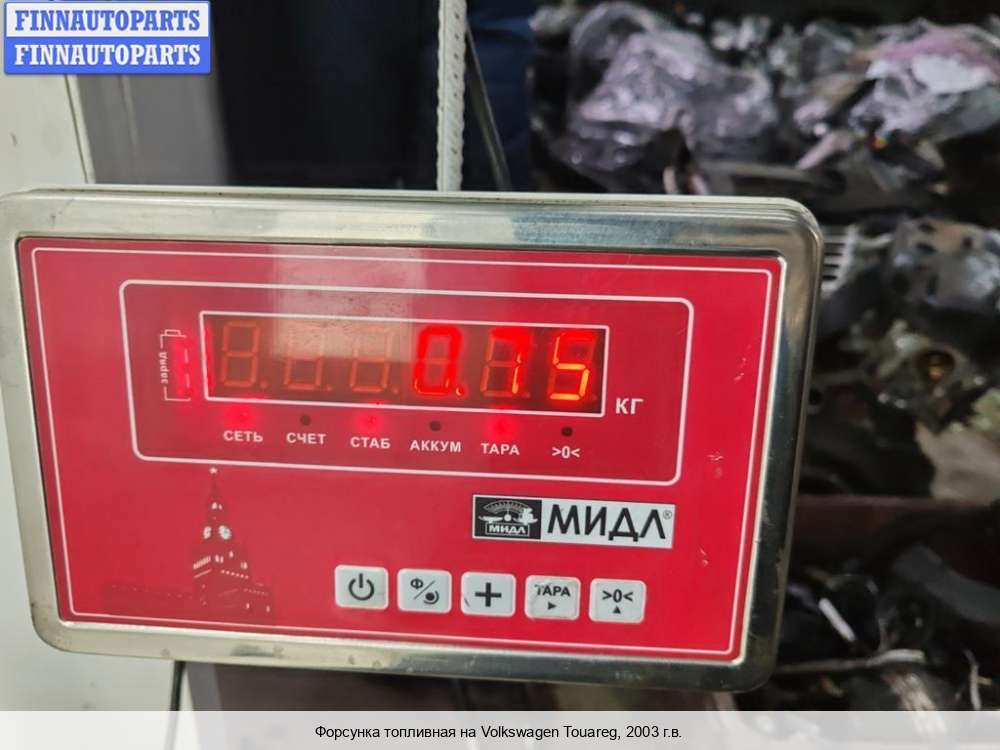 FINNAUTOPARTS
FINNAUTOPARTS
заряд
0.75
КГ
СЕТЬ СЧЕТ СТАБ АККУМ ТАРА >0<
МИДЛ МИДЛ®
Ф ТАРА >0<
Форсунка топливная на Volkswagen Touareg, 2003 г.в.